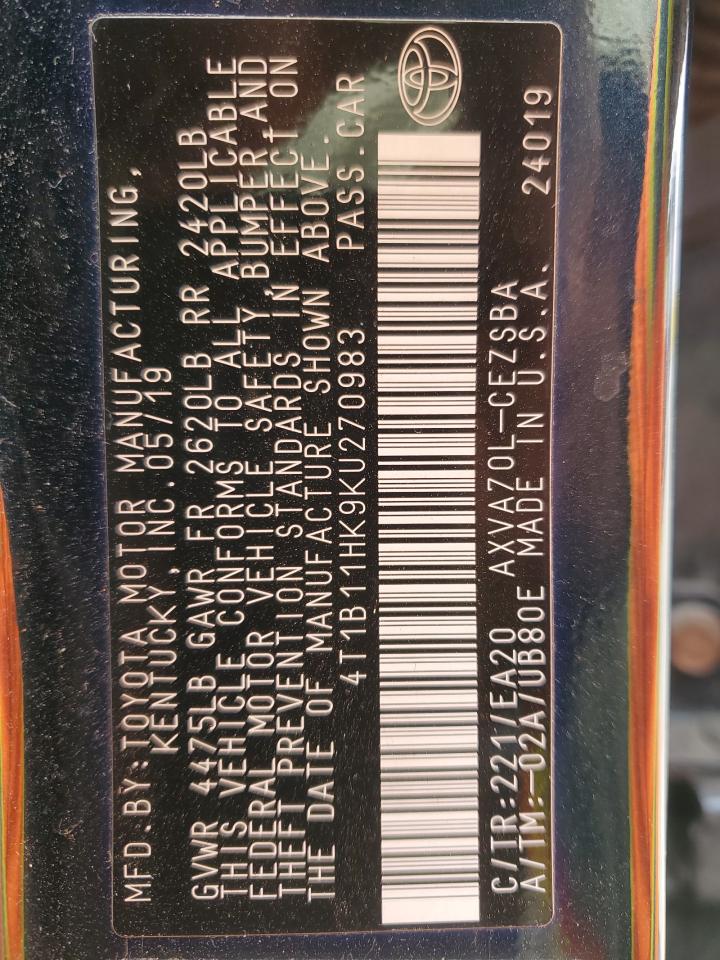 MFD.BY:TOYOTA MOTOR MANUFACTURING,
KENTUCKY,INC.05/19
GVWR 4475LB GAWR FR 2620LB RR 2420LB
THIS VEHICLE CONFORMS TO ALL APPLICABLE
FEDERAL MOTOR VEHICLE SAFETY,BUMPER,AND
THEFT PREVENTION STANDARDS IN EFFECT ON
THE DATE OF MANUFACTURE SHOWN ABOVE.
4T1B11HK9KU270983 PASS.CAR
C/TR:221/EA20 AXVA70L-CEZSBA
A/TM:-02A/UB80E MADE IN U.S.A. 24019